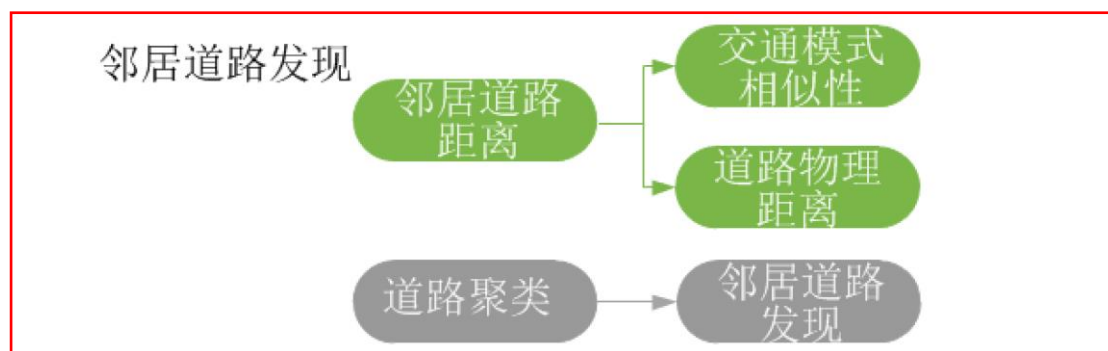 邻居道路发现
邻居道路
距离
交通模式
相似性
道路物理
距离
道路聚类
邻居道路
发现